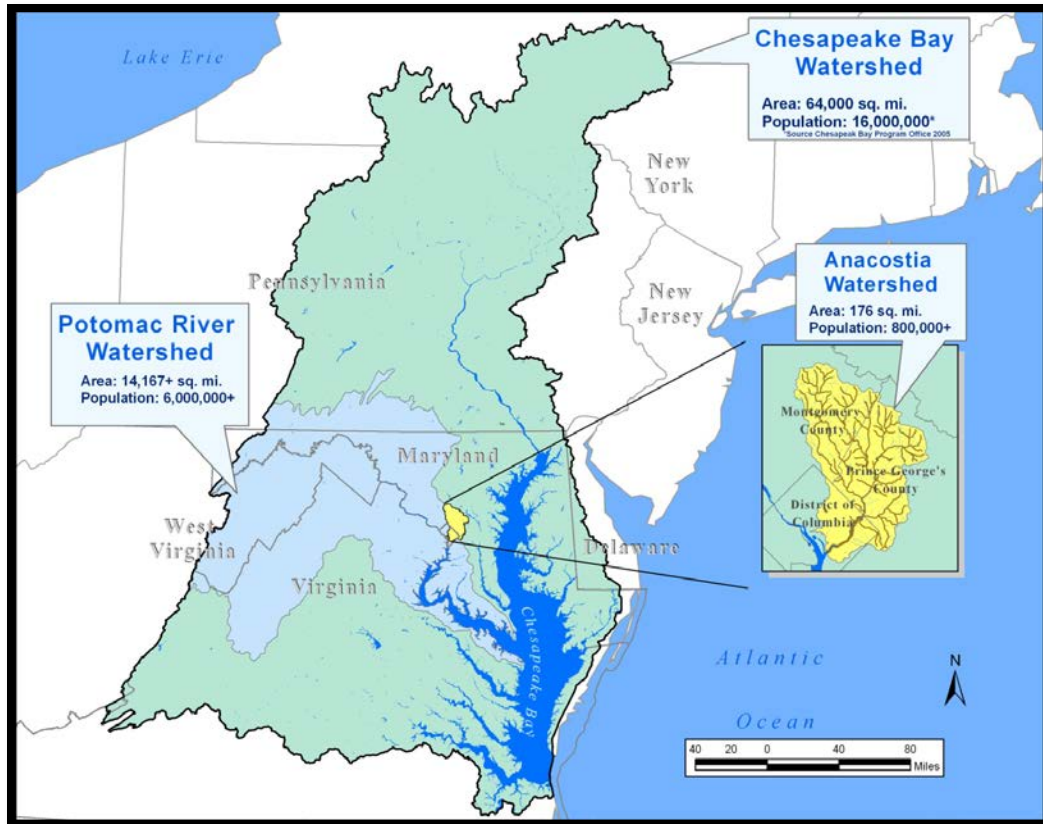 Lake Erie
Chesapeake Bay
Watershed
Area: 64,000 sq. mi.
Population: 16,000,000*
*Source Chesapeak Bay Program Office 2005
New
York
Pennsylvania
New
Jersey
Anacostia
Watershed
Area: 176 sq. mi.
Population: 800,000+
Potomac River
Watershed
Area: 14,167+ sq. mi.
Population: 6,000,000+
Montgomery
County
Prince George's
County
District of
Columbia
Maryland
West
Virginia
Virginia
Delaware
Chesapeake Bay
Atlantic
Ocean
N
40 20 0 40 80
Miles